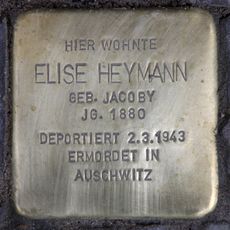 HIER WOHNTE
ELISE HEYMANN
GEB. JACOBY
JG. 1880
DEPORTIERT 2.3.1943
ERMORDET IN
AUSCHWITZ